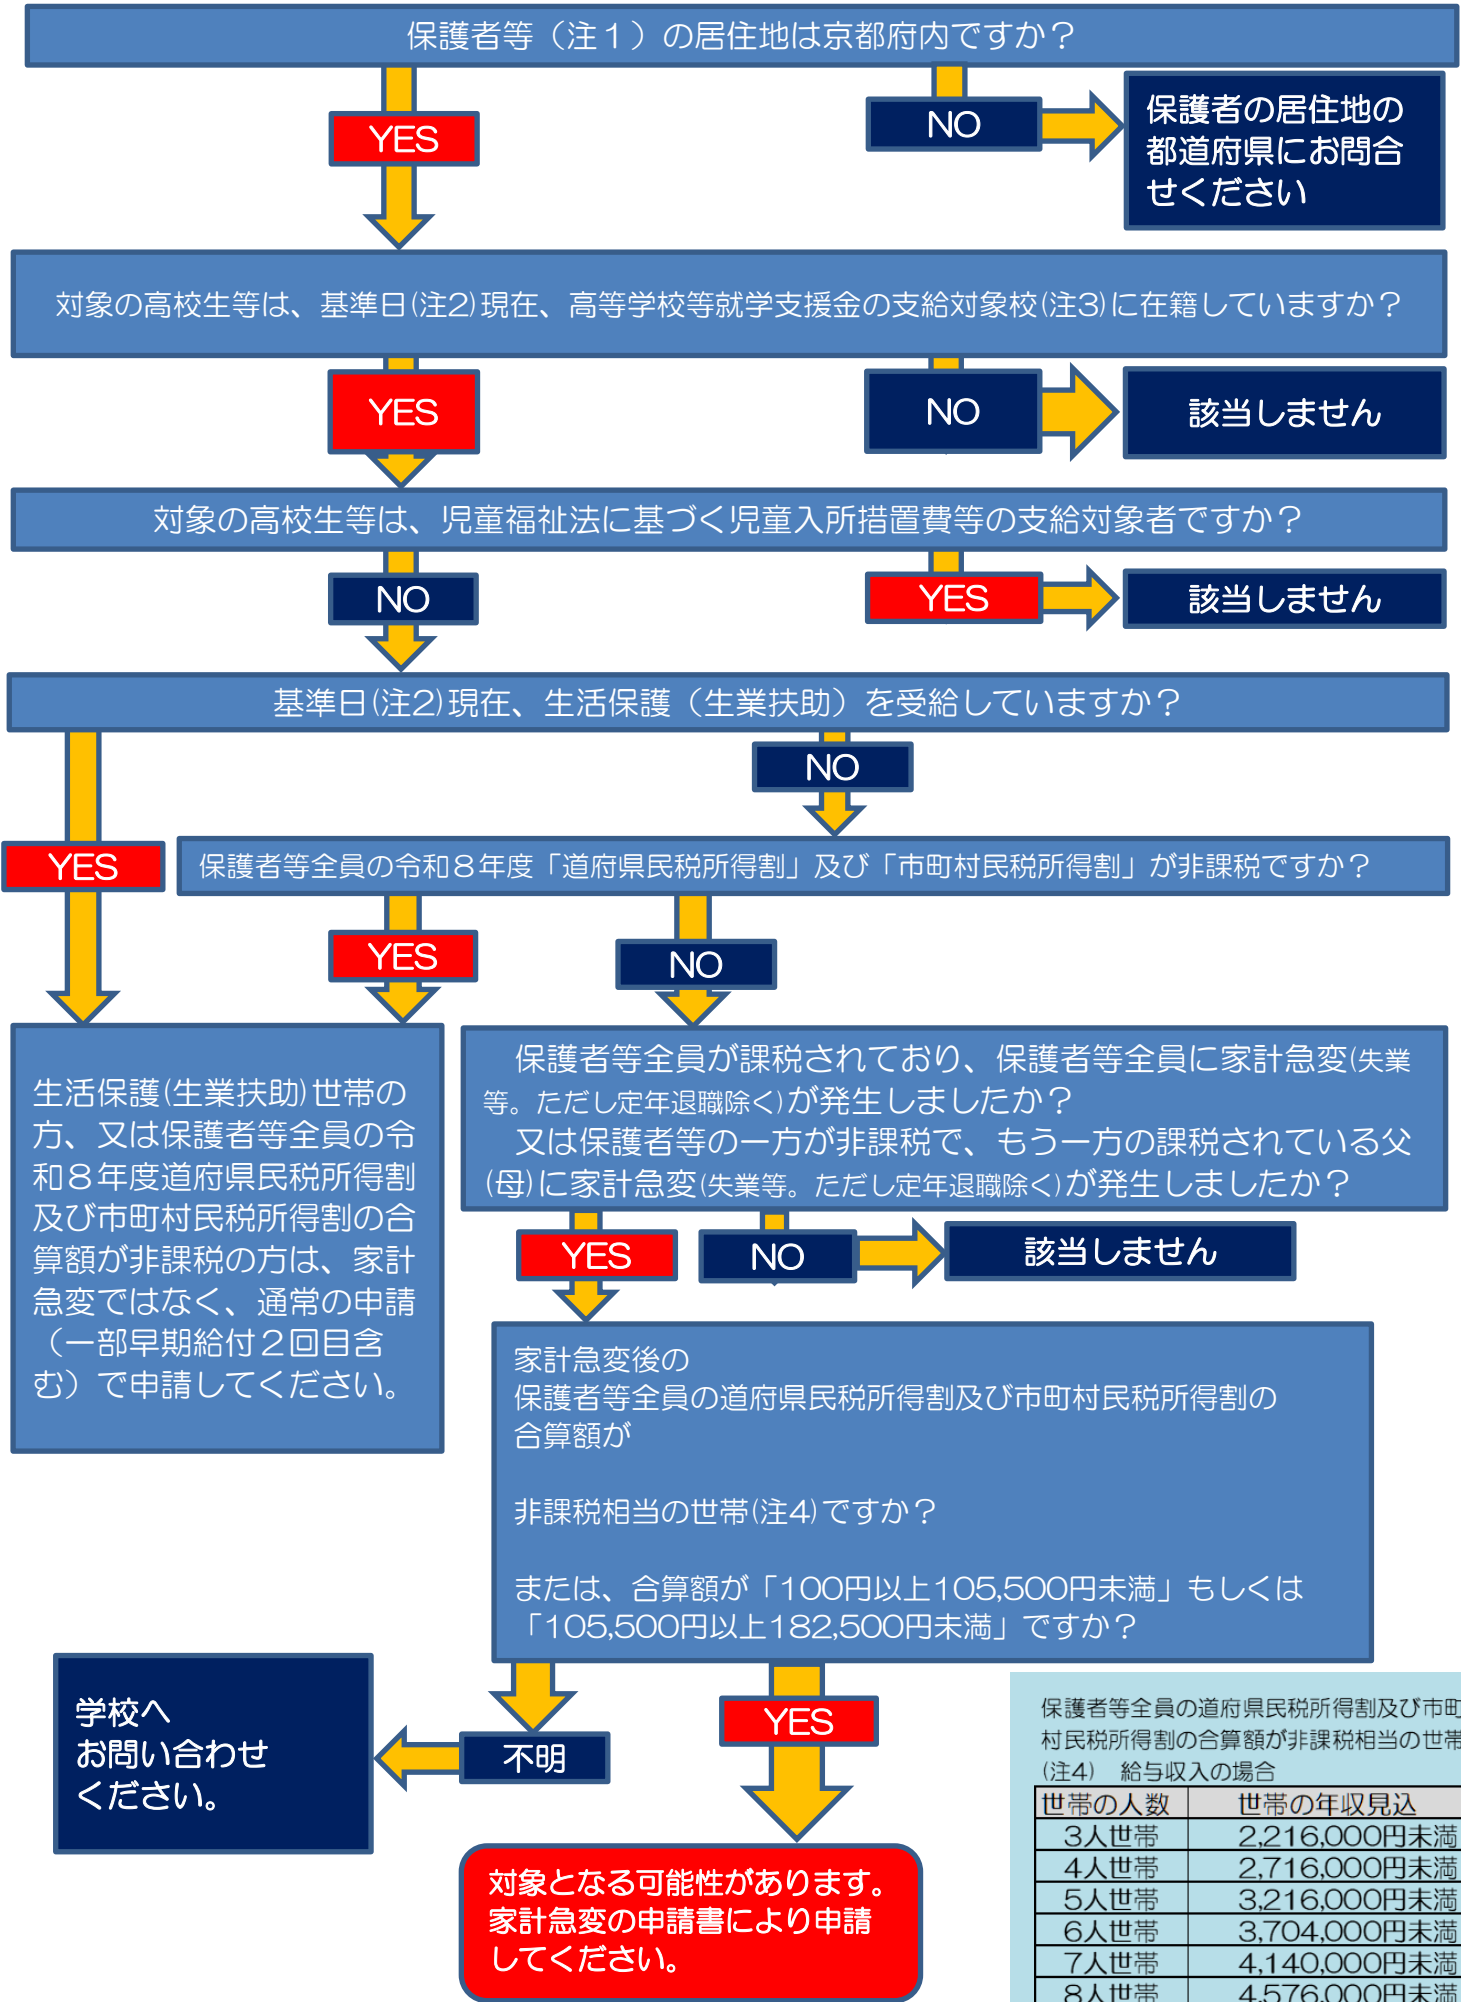 保護者等（注１）の居住地は京都府内ですか？
YES
NO
保護者の居住地の
都道府県にお問合
せください
対象の高校生等は、基準日(注2)現在、高等学校等就学支援金の支給対象校(注3)に在籍していますか？
YES
NO
該当しません
対象の高校生等は、児童福祉法に基づく児童入所措置費等の支給対象者ですか？
NO
YES
該当しません
基準日(注2)現在、生活保護（生業扶助）を受給していますか？
NO
YES
保護者等全員の令和８年度「道府県民税所得割」及び「市町村民税所得割」が非課税ですか？
YES
NO
生活保護(生業扶助)世帯の
方、又は保護者等全員の令
和８年度道府県民税所得割
及び市町村民税所得割の合
算額が非課税の方は、家計
急変ではなく、通常の申請
（一部早期給付２回目含
む）で申請してください。
保護者等全員が課税されており、保護者等全員に家計急変(失業
等。ただし定年退職除く)が発生しましたか？
又は保護者等の一方が非課税で、もう一方の課税されている父
(母)に家計急変(失業等。ただし定年退職除く)が発生しましたか？
YES
NO
該当しません
家計急変後の
保護者等全員の道府県民税所得割及び市町村民税所得割の
合算額が
非課税相当の世帯(注4)ですか？
または、合算額が「100円以上105,500円未満」もしくは
「105,500円以上182,500円未満」ですか？
学校へ
お問い合わせ
ください。
不明
YES
対象となる可能性があります。
家計急変の申請書により申請
してください。
保護者等全員の道府県民税所得割及び市町
村民税所得割の合算額が非課税相当の世帯
(注4)　給与収入の場合
世帯の人数　世帯の年収見込
3人世帯　2,216,000円未満
4人世帯　2,716,000円未満
5人世帯　3,216,000円未満
6人世帯　3,704,000円未満
7人世帯　4,140,000円未満
8人世帯　4,576,000円未満